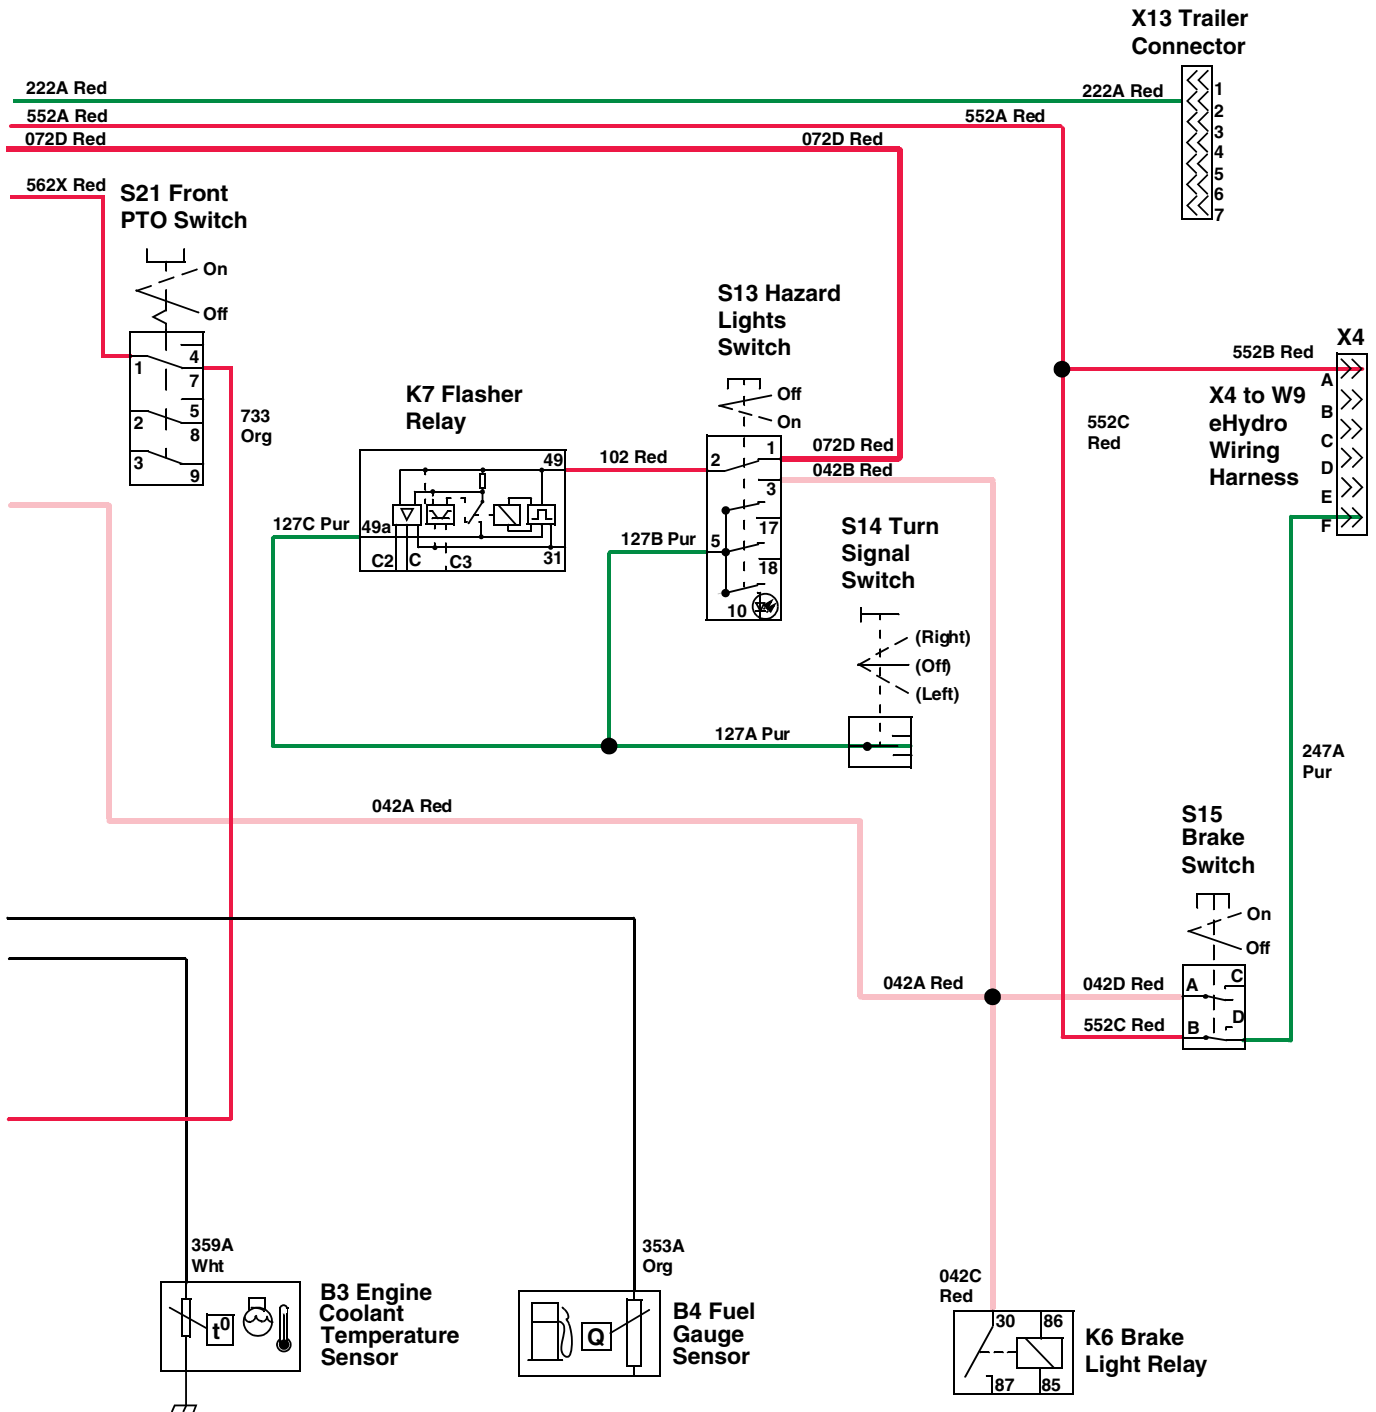 X13 Trailer
Connector
222A Red
222A Red
1
2
3
4
5
6
7
552A Red
552A Red
072D Red
072D Red
562X Red
S21 Front
PTO Switch
On
Off
1
4
7
2
5
8
3
9
733
Org
S13 Hazard
Lights
Switch
Off
On
K7 Flasher
Relay
49
102 Red
2
1
072D Red
042B Red
3
127C Pur
49a
C2
C
C3
31
127B Pur
5
17
18
10
S14 Turn
Signal
Switch
(Right)
(Off)
(Left)
127A Pur
X4
552B Red
A
B
C
D
E
F
X4 to W9
eHydro
Wiring
Harness
552C
Red
247A
Pur
042A Red
S15
Brake
Switch
On
Off
042A Red
042D Red
A
C
552C Red
B
D
359A
Wht
t0
B3 Engine
Coolant
Temperature
Sensor
353A
Org
Q
B4 Fuel
Gauge
Sensor
042C
Red
30
86
87
85
K6 Brake
Light Relay